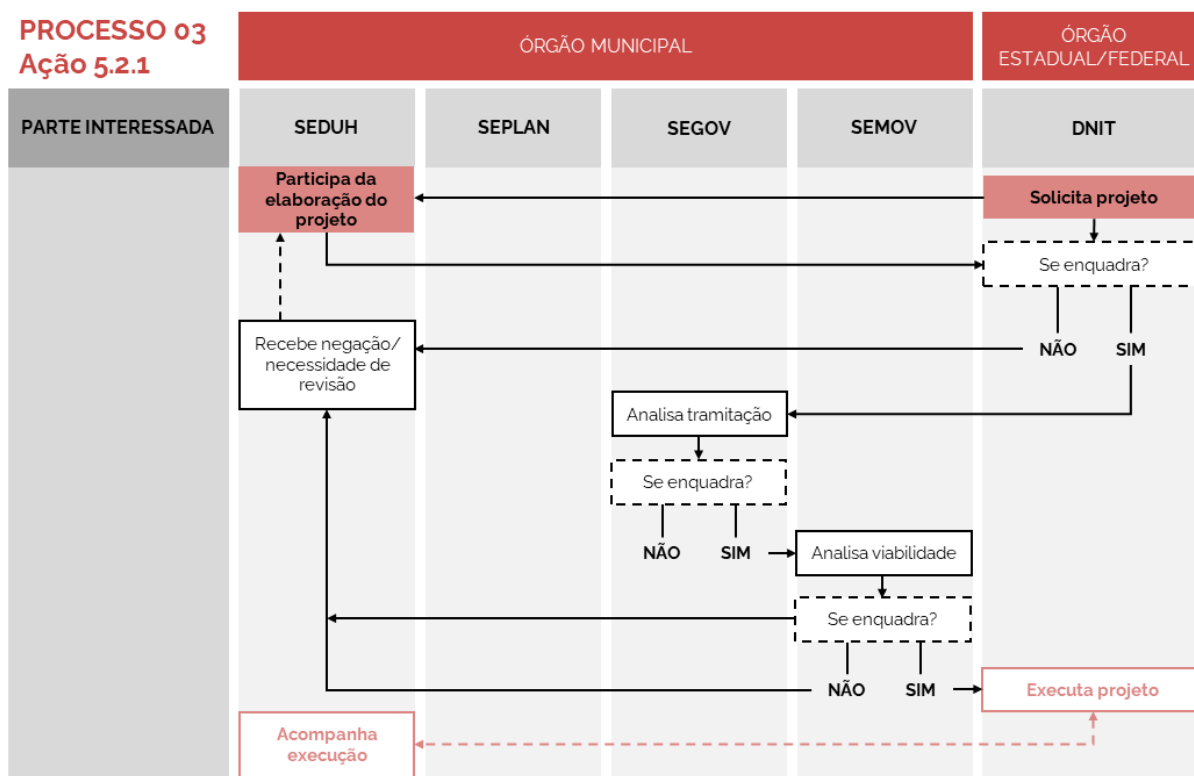 PROCESSO 03
Ação 5.2.1
ÓRGÃO MUNICIPAL
ÓRGÃO
ESTADUAL/FEDERAL
PARTE INTERESSADA
SEDUH
SEPLAN
SEGOV
SEMOV
DNIT
Participa da
elaboração do
projeto
Solicita projeto
Se enquadra?
NÃO
SIM
Recebe negação/
necessidade de
revisão
Analisa tramitação
Se enquadra?
NÃO
SIM
Analisa viabilidade
Se enquadra?
NÃO
SIM
Executa projeto
Acompanha
execução